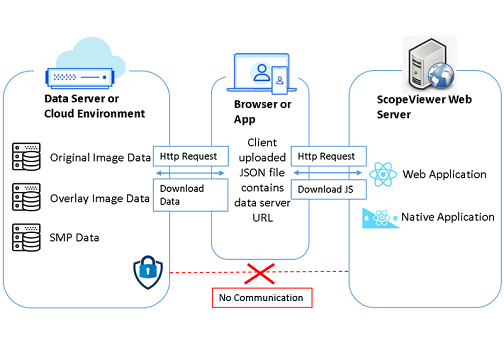 Data Server or
Cloud Environment
Original Image Data
Overlay Image Data
SMP Data
Http Request
Download
Data
Browser or
App
Client
uploaded
JSON file
contains
data server
URL
Http Request
Download JS
ScopeViewer Web
Server
Web Application
Native Application
No Communication